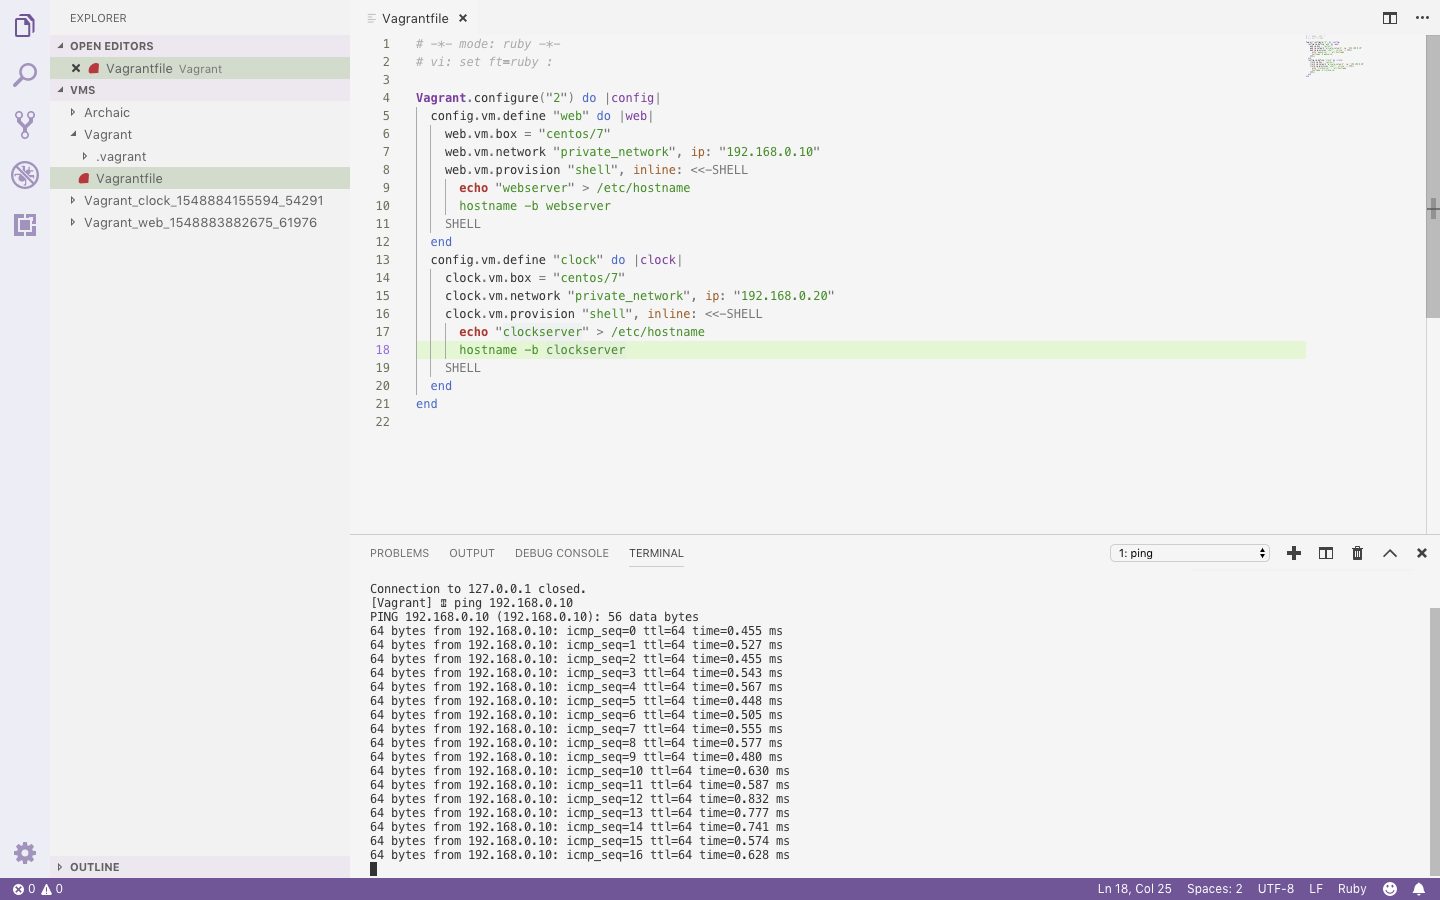 EXPLORER
OPEN EDITORS
Vagrantfile Vagrant
VMS
Archaic
Vagrant
.vagrant
Vagrantfile
Vagrant_clock_1548884155594_54291
Vagrant_web_1548883882675_61976
OUTLINE
Vagrantfile
1 # -*- mode: ruby -*-
2 # vi: set ft=ruby :
3
4 Vagrant.configure("2") do |config|
5   config.vm.define "web" do |web|
6     web.vm.box = "centos/7"
7     web.vm.network "private_network", ip: "192.168.0.10"
8     web.vm.provision "shell", inline: <<-SHELL
9       echo "webserver" > /etc/hostname
10       hostname -b webserver
11     SHELL
12   end
13   config.vm.define "clock" do |clock|
14     clock.vm.box = "centos/7"
15     clock.vm.network "private_network", ip: "192.168.0.20"
16     clock.vm.provision "shell", inline: <<-SHELL
17       echo "clockserver" > /etc/hostname
18       hostname -b clockserver
19     SHELL
20   end
21 end
22
PROBLEMS OUTPUT DEBUG CONSOLE TERMINAL 1: ping
Connection to 127.0.0.1 closed.
[Vagrant] ping 192.168.0.10
PING 192.168.0.10 (192.168.0.10): 56 data bytes
64 bytes from 192.168.0.10: icmp_seq=0 ttl=64 time=0.455 ms
64 bytes from 192.168.0.10: icmp_seq=1 ttl=64 time=0.527 ms
64 bytes from 192.168.0.10: icmp_seq=2 ttl=64 time=0.455 ms
64 bytes from 192.168.0.10: icmp_seq=3 ttl=64 time=0.543 ms
64 bytes from 192.168.0.10: icmp_seq=4 ttl=64 time=0.567 ms
64 bytes from 192.168.0.10: icmp_seq=5 ttl=64 time=0.448 ms
64 bytes from 192.168.0.10: icmp_seq=6 ttl=64 time=0.505 ms
64 bytes from 192.168.0.10: icmp_seq=7 ttl=64 time=0.555 ms
64 bytes from 192.168.0.10: icmp_seq=8 ttl=64 time=0.577 ms
64 bytes from 192.168.0.10: icmp_seq=9 ttl=64 time=0.480 ms
64 bytes from 192.168.0.10: icmp_seq=10 ttl=64 time=0.630 ms
64 bytes from 192.168.0.10: icmp_seq=11 ttl=64 time=0.587 ms
64 bytes from 192.168.0.10: icmp_seq=12 ttl=64 time=0.832 ms
64 bytes from 192.168.0.10: icmp_seq=13 ttl=64 time=0.777 ms
64 bytes from 192.168.0.10: icmp_seq=14 ttl=64 time=0.741 ms
64 bytes from 192.168.0.10: icmp_seq=15 ttl=64 time=0.574 ms
64 bytes from 192.168.0.10: icmp_seq=16 ttl=64 time=0.628 ms
0 0 Ln 18, Col 25 Spaces: 2 UTF-8 LF Ruby